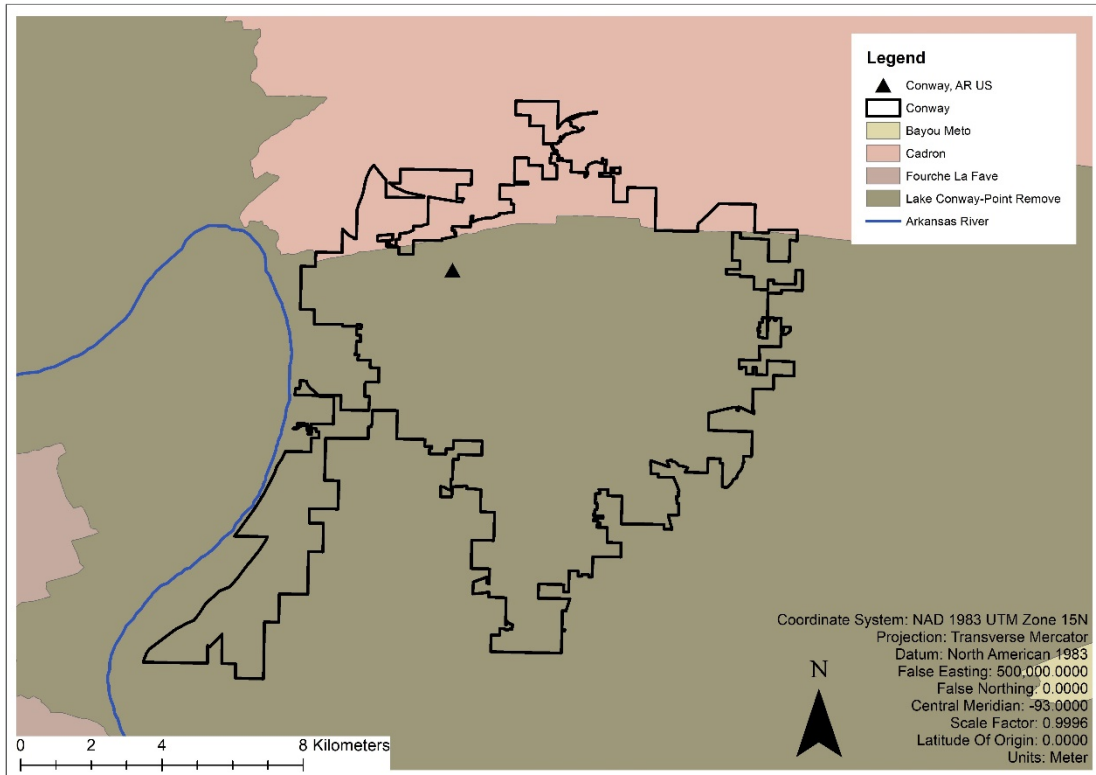 Legend
Conway, AR US
Conway
Bayou Meto
Cadron
Fourche La Fave
Lake Conway-Point Remove
Arkansas River
Coordinate System: NAD 1983 UTM Zone 15N
Projection: Transverse Mercator
Datum: North American 1983
False Easting: 500,000.0000
False Northing: 0.0000
Central Meridian: -93.0000
Scale Factor: 0.9996
Latitude Of Origin: 0.0000
Units: Meter
N
0 2 4 8 Kilometers